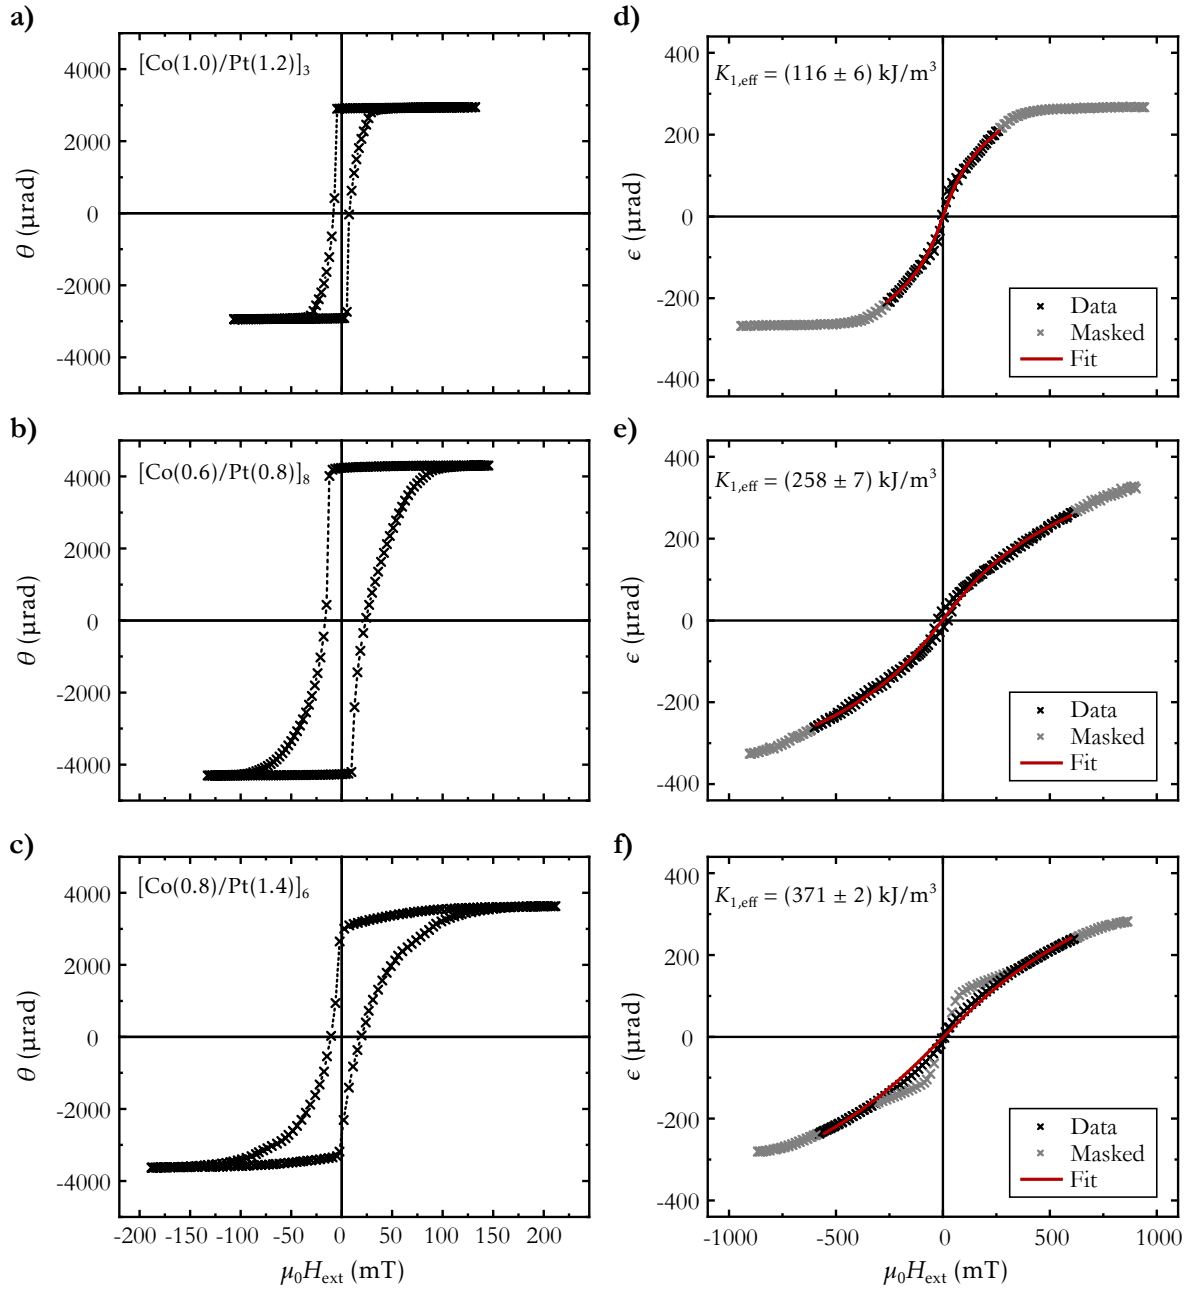 a)
[Co(1.0)/Pt(1.2)]₃
4000
2000
0
-2000
-4000
θ (µrad)
d)
K₁,eff = (116 ± 6) kJ/m³
400
200
0
-200
-400
ϵ (µrad)
Data
Masked
Fit
b)
[Co(0.6)/Pt(0.8)]₈
4000
2000
0
-2000
-4000
θ (µrad)
e)
K₁,eff = (258 ± 7) kJ/m³
400
200
0
-200
-400
ϵ (µrad)
Data
Masked
Fit
c)
[Co(0.8)/Pt(1.4)]₆
4000
2000
0
-2000
-4000
θ (µrad)
-200 -150 -100 -50 0 50 100 150 200
µ₀Hext (mT)
f)
K₁,eff = (371 ± 2) kJ/m³
400
200
0
-200
-400
ϵ (µrad)
Data
Masked
Fit
-1000 -500 0 500 1000
µ₀Hext (mT)